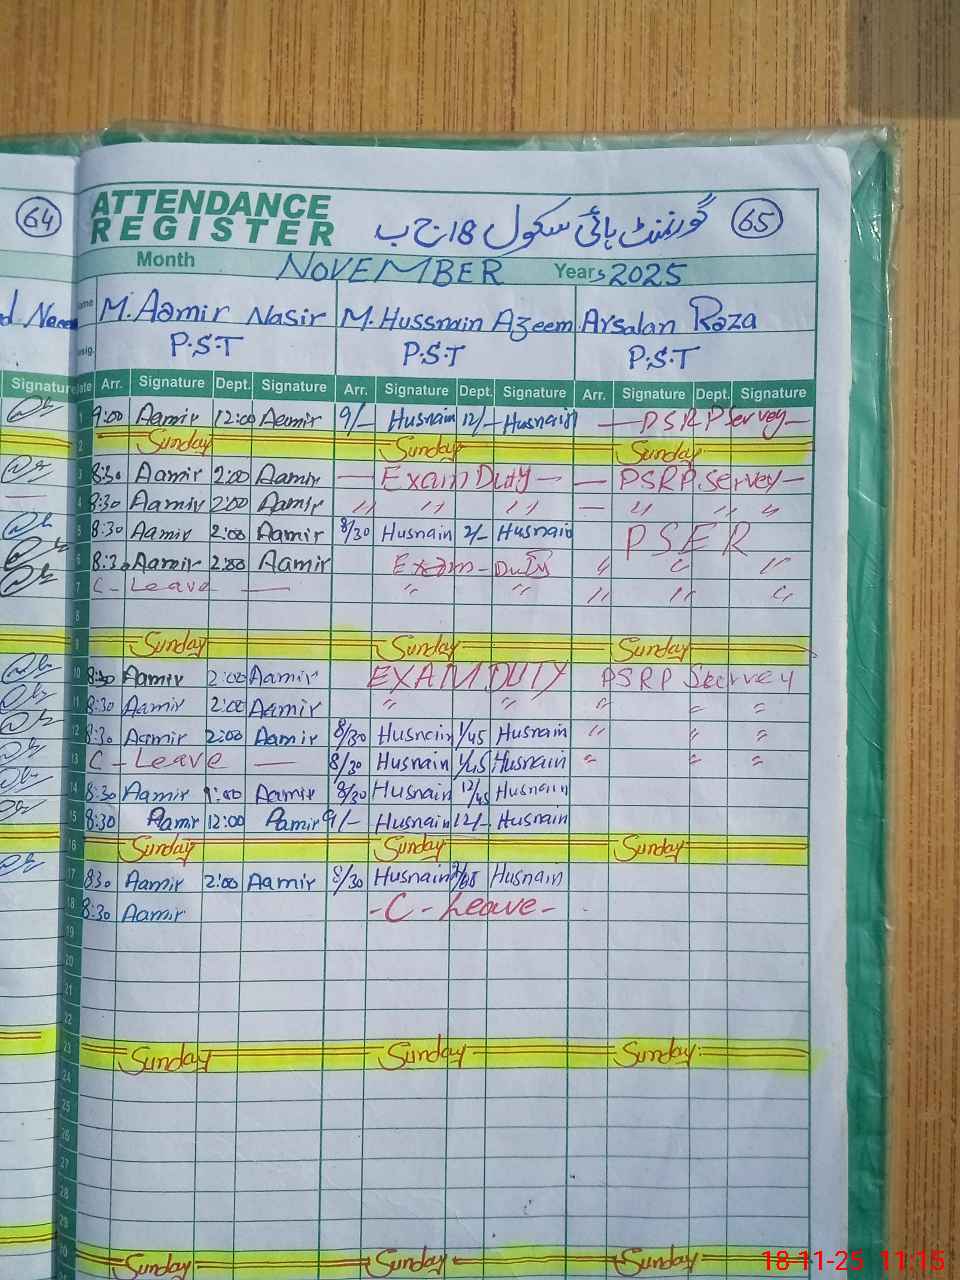 64
ATTENDANCE
REGISTER
گورنمنٹ ہائی سکول 18 ج ب
65
Month NOVEMBER Years 2025
Name M. Aamir Nasir M. Hussnain Azeem Arsalan Raza
P.S.T P.S.T P.S.T
Signature Date Arr. Signature Dept. Signature Arr. Signature Dept. Signature Arr. Signature Dept. Signature
1 9:00 Aamir 12:00 Aamir 9/- Husnain 12/- Husnain — PSRP Servey —
2 Sunday Sunday Sunday
3 8:30 Aamir 2:00 Aamir — Exam Duty — — PSRP Servey —
4 8:30 Aamir 2:00 Aamir " " " — " " "
5 8:30 Aamir 2:00 Aamir 8/30 Husnain 2/- Husnain PSER
6 8:30 Aamir 2:00 Aamir Exam - Duty " " "
7 C - Leave — " " " " "
8
9 Sunday Sunday Sunday
10 8:30 Aamir 2:00 Aamir EXAM DUTY PSRP Servey
11 8:30 Aamir 2:00 Aamir " " " " "
12 8:30 Aamir 2:00 Aamir 8/30 Husnain 1/45 Husnain " " "
13 C - Leave — 8/30 Husnain 1/45 Husnain " " "
14 8:30 Aamir 1:00 Aamir 8/30 Husnain 12/45 Husnain
15 8:30 Aamir 12:00 Aamir 9/- Husnain 12/- Husnain
16 Sunday Sunday Sunday
17 830 Aamir 2:00 Aamir 8/30 Husnain Husnain
18 8:30 Aamir - C - Leave -
19
20
21
22
23 Sunday Sunday Sunday
24
25
26
27
28
29
30 Sunday Sunday Sunday
18-11-25 11:15